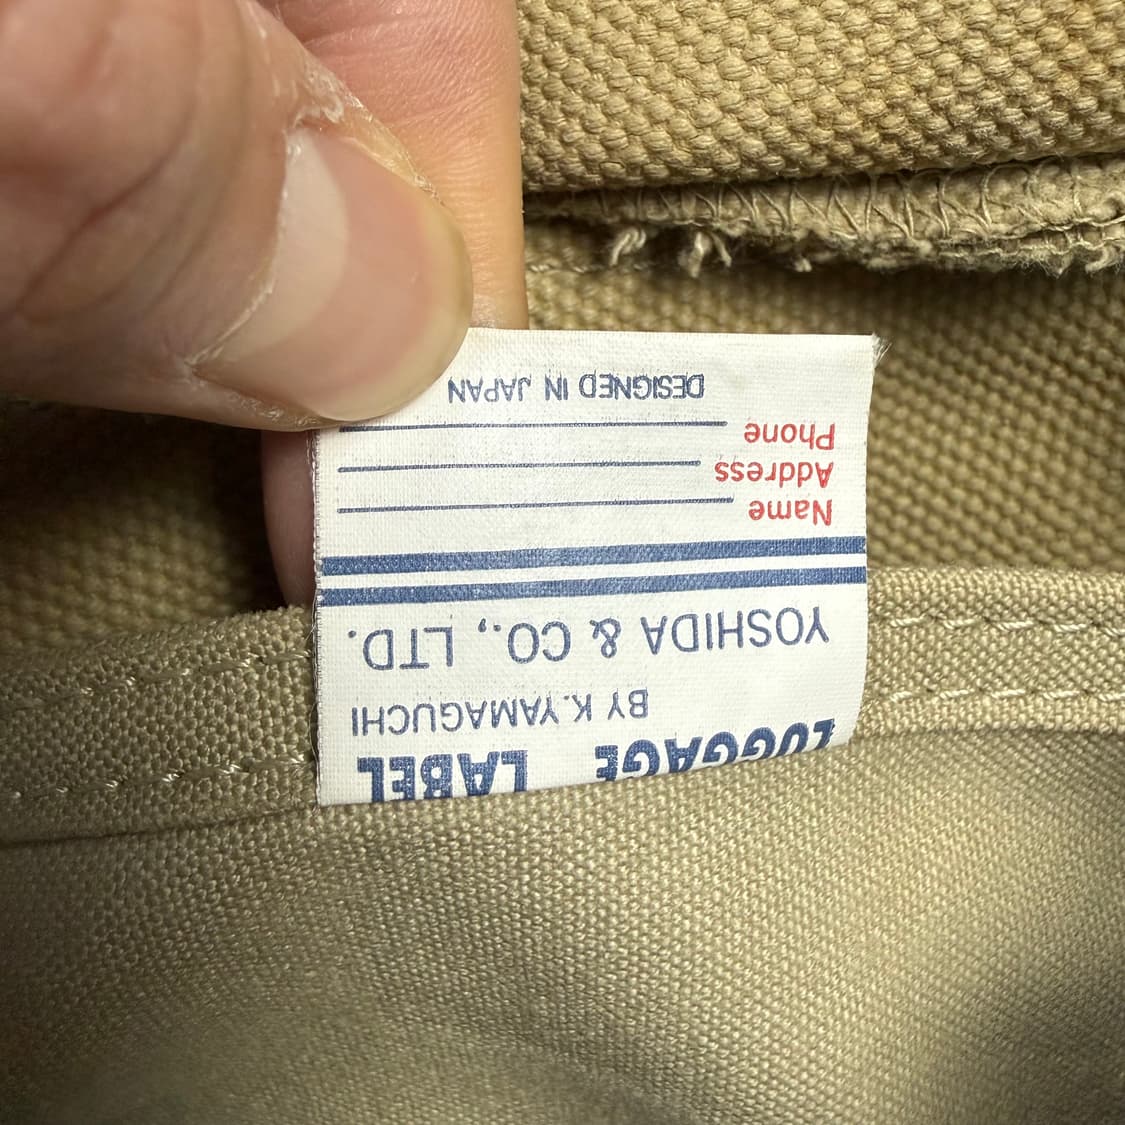 LUGGAGE LABEL
BY K.YAMAGUCHI
YOSHIDA & CO., LTD.
Name
Address
Phone
DESIGNED IN JAPAN